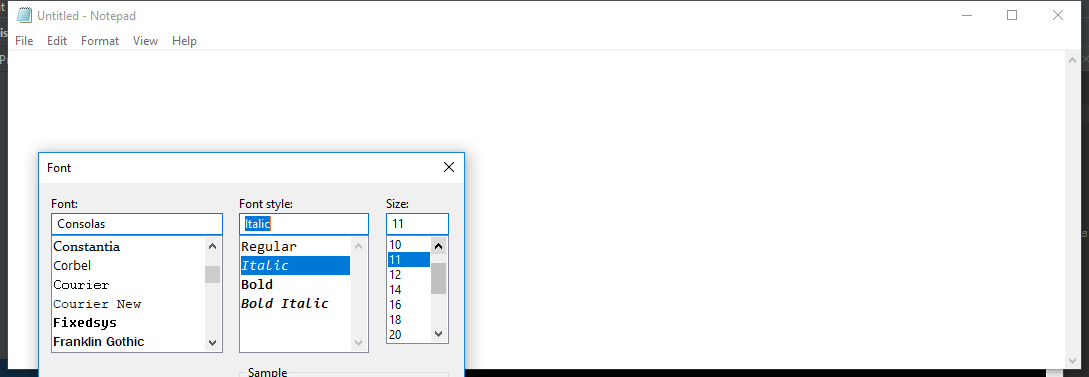 Untitled - Notepad
File Edit Format View Help
Font
Font: Font style: Size:
Consolas Italic 11
Constantia Regular 10
Corbel Italic 11
Courier Bold 12
Courier New Bold Italic 14
Fixedsys 16
Franklin Gothic 18
20
Sample